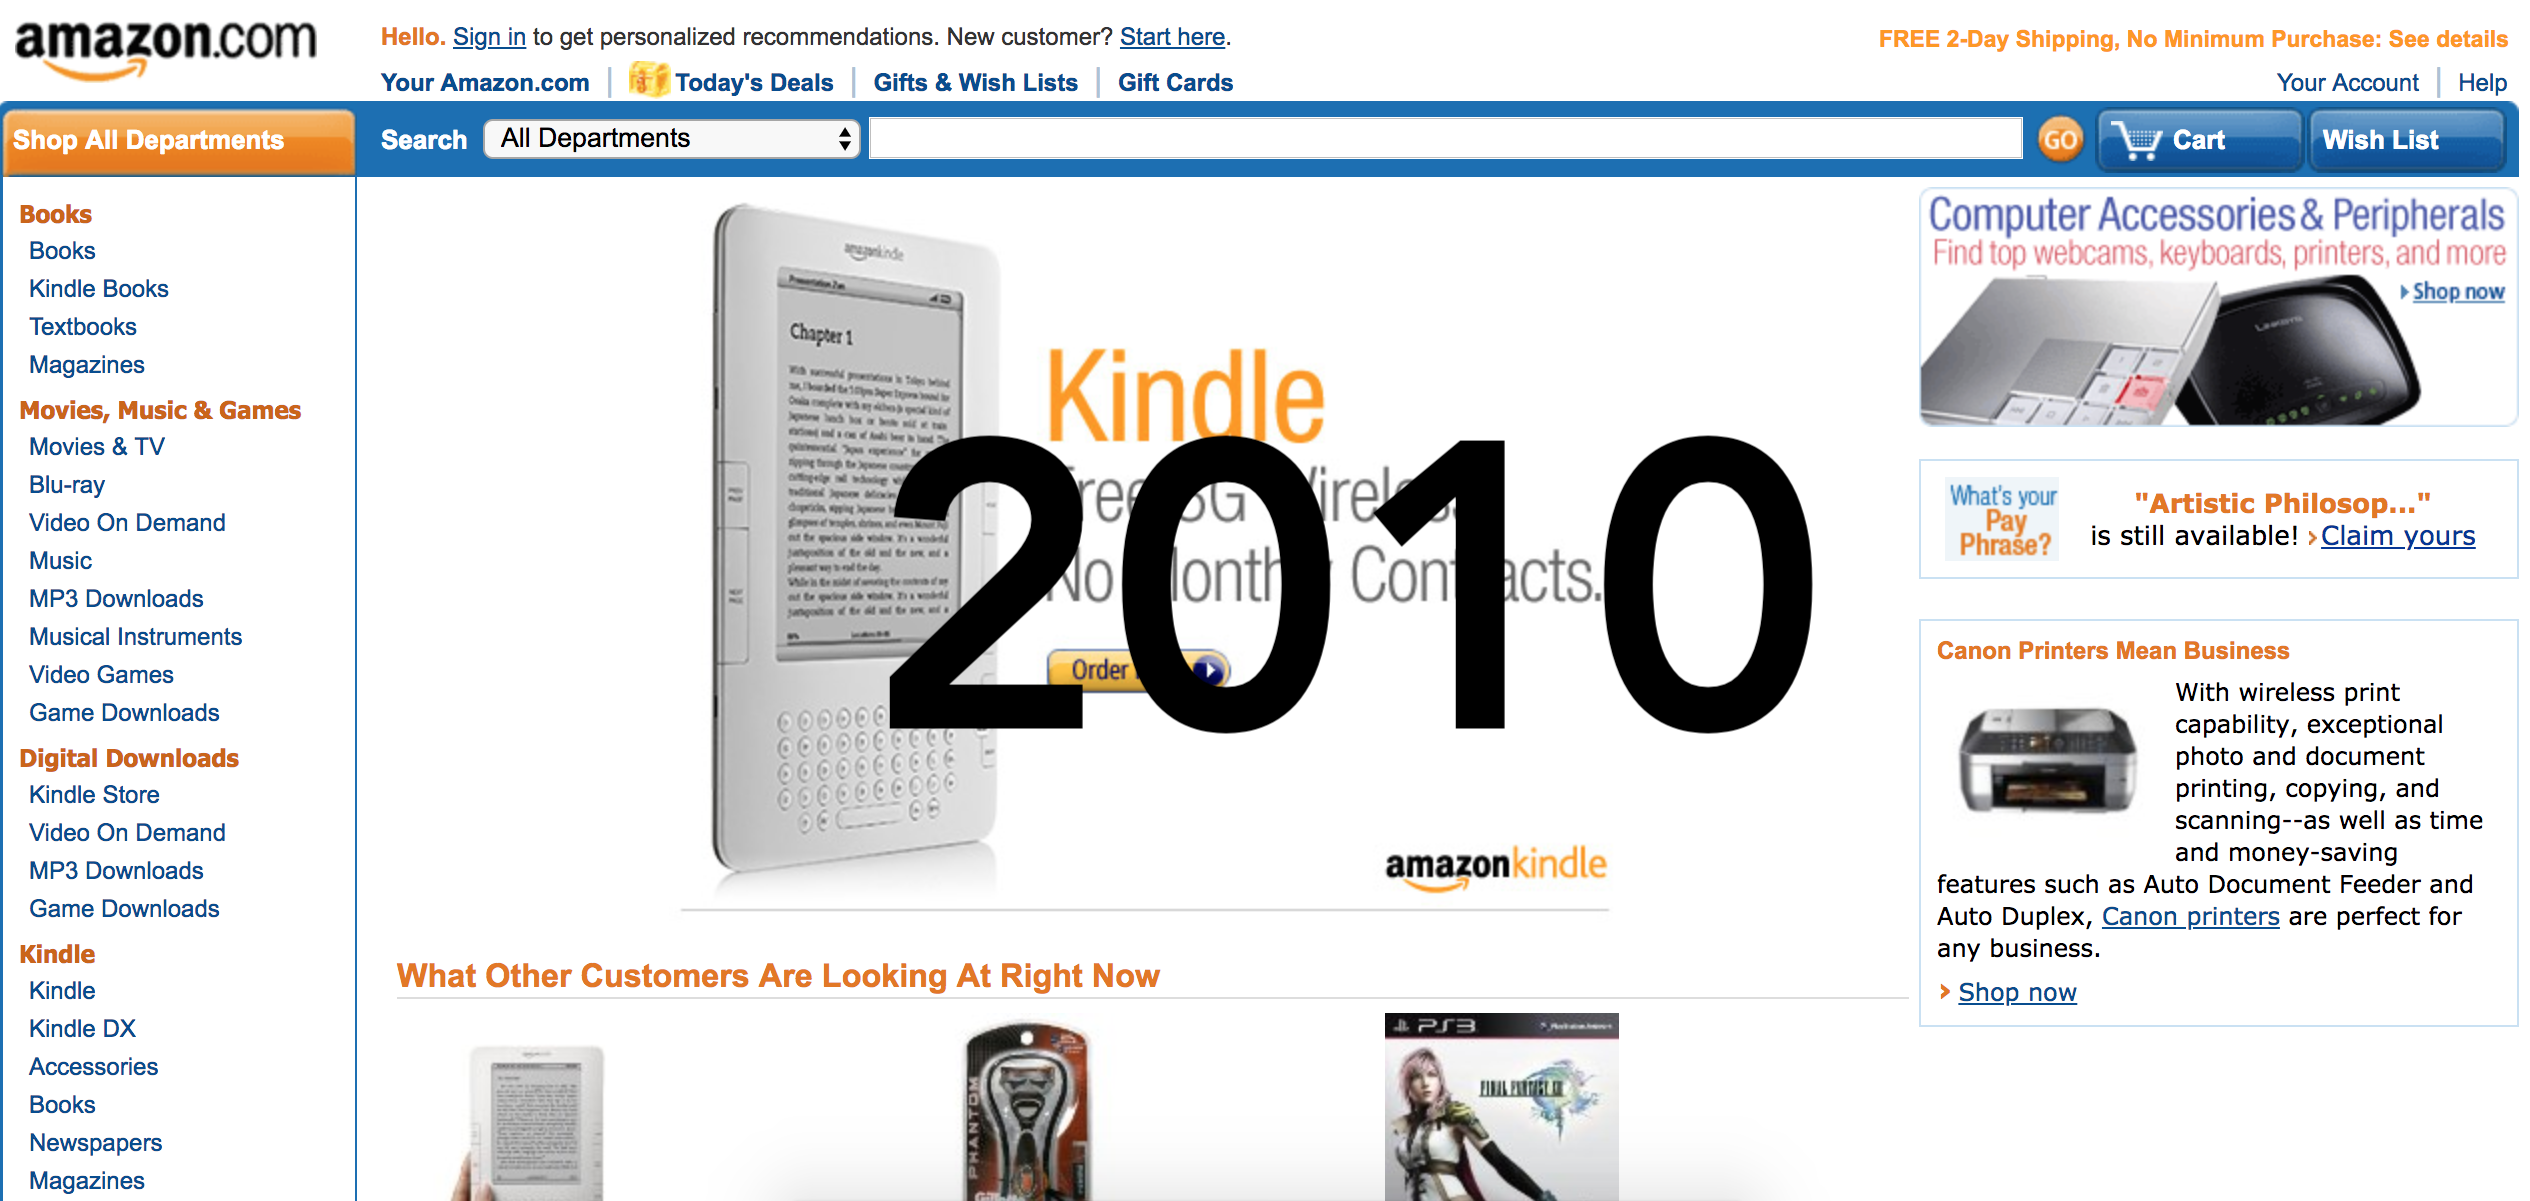 amazon.com
Hello. Sign in to get personalized recommendations. New customer? Start here.
FREE 2-Day Shipping, No Minimum Purchase: See details
Your Amazon.com
Today's Deals
Gifts & Wish Lists
Gift Cards
Your Account
Help
Shop All Departments
Search
All Departments
GO
Cart
Wish List
Books
Books
Kindle Books
Textbooks
Magazines
Movies, Music & Games
Movies & TV
Blu-ray
Video On Demand
Music
MP3 Downloads
Musical Instruments
Video Games
Game Downloads
Digital Downloads
Kindle Store
Video On Demand
MP3 Downloads
Game Downloads
Kindle
Kindle
Kindle DX
Accessories
Books
Newspapers
Magazines
amazonkindle
Chapter 1
Kindle
No Monthly Contracts.
Order
2010
amazonkindle
What Other Customers Are Looking At Right Now
PHANTOM
PS3
FINAL FANTASY XIII
Computer Accessories & Peripherals
Find top webcams, keyboards, printers, and more
Shop now
LINKSYS
What's your
Pay
Phrase?
"Artistic Philosop..."
is still available! Claim yours
Canon Printers Mean Business
With wireless print
capability, exceptional
photo and document
printing, copying, and
scanning--as well as time
and money-saving
features such as Auto Document Feeder and
Auto Duplex, Canon printers are perfect for
any business.
Shop now